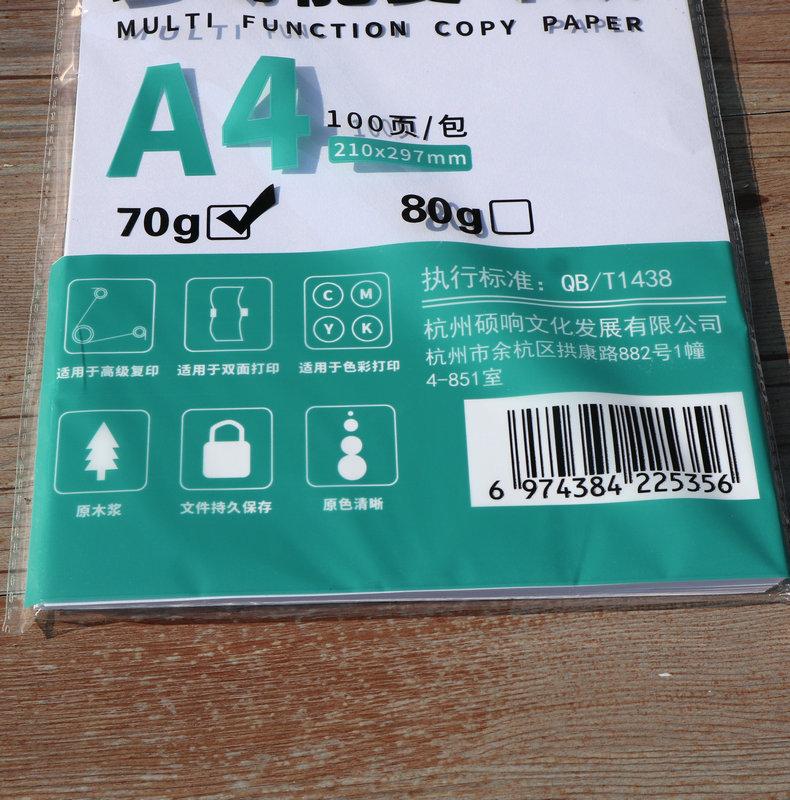 MULTI FUNCTION COPY PAPER
A4
100页/包
210x297mm
70g
80g
C M
Y K
适用于高级复印
适用于双面打印
适用于色彩打印
原木浆
文件持久保存
原色清晰
执行标准：QB/T1438
杭州硕响文化发展有限公司
杭州市余杭区拱康路882号1幢
4-851室
6 974384 225356